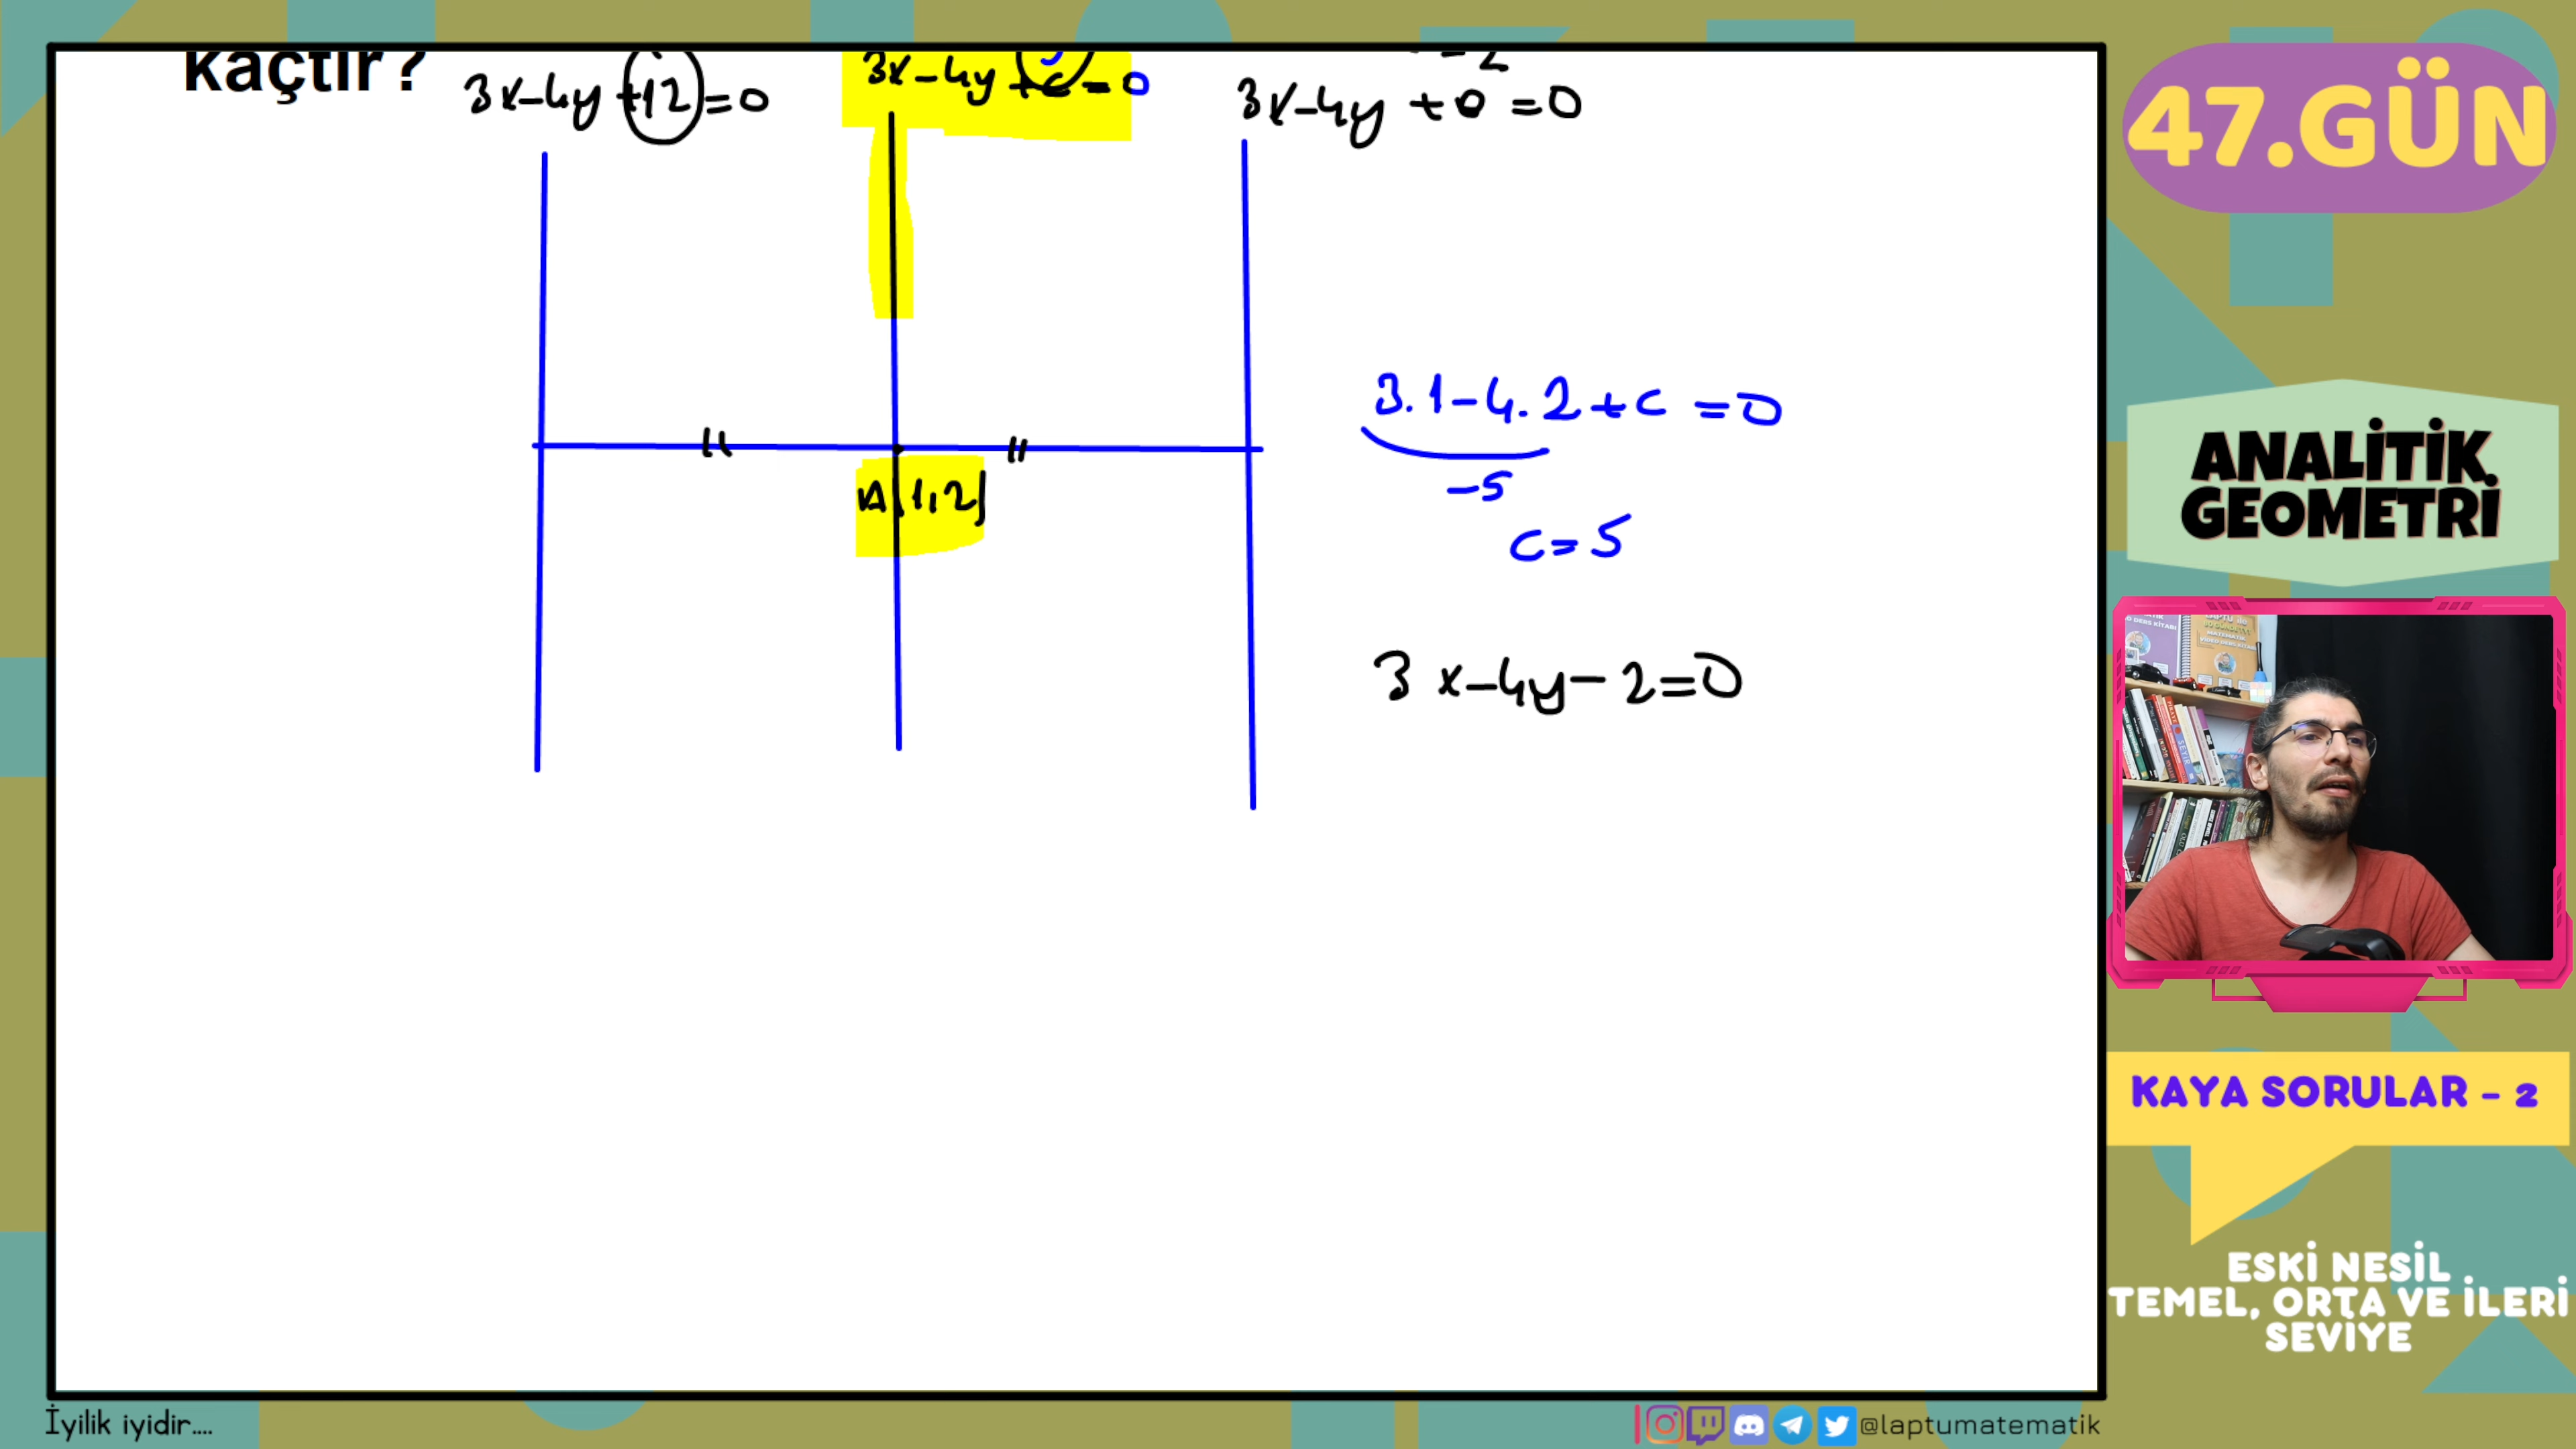 kaçtır?
3x-4y+12=0
3x-4y+c=0
-2
3x-4y+0=0
A(1,2)
3.1-4.2+c=0
-5
c=5
3x-4y-2=0
47.GÜN
ANALİTİK
GEOMETRİ
KAYA SORULAR - 2
ESKİ NESİL
TEMEL, ORTA VE İLERİ
SEVİYE
İyilik iyidir....
@laptumatematik